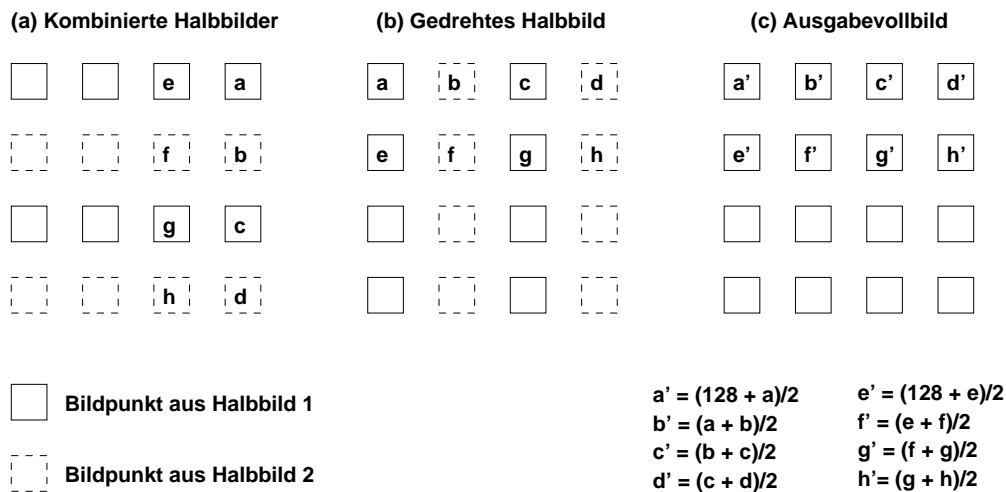 (a) Kombinierte Halbbilder (b) Gedrehtes Halbbild (c) Ausgabevollbild
e a a b c d a’ b’ c’ d’
f b e f g h e’ f’ g’ h’
g c
h d
Bildpunkt aus Halbbild 1
Bildpunkt aus Halbbild 2
a’ = (128 + a)/2
b’ = (a + b)/2
c’ = (b + c)/2
d’ = (c + d)/2
e’ = (128 + e)/2
f’ = (e + f)/2
g’ = (f + g)/2
h’= (g + h)/2